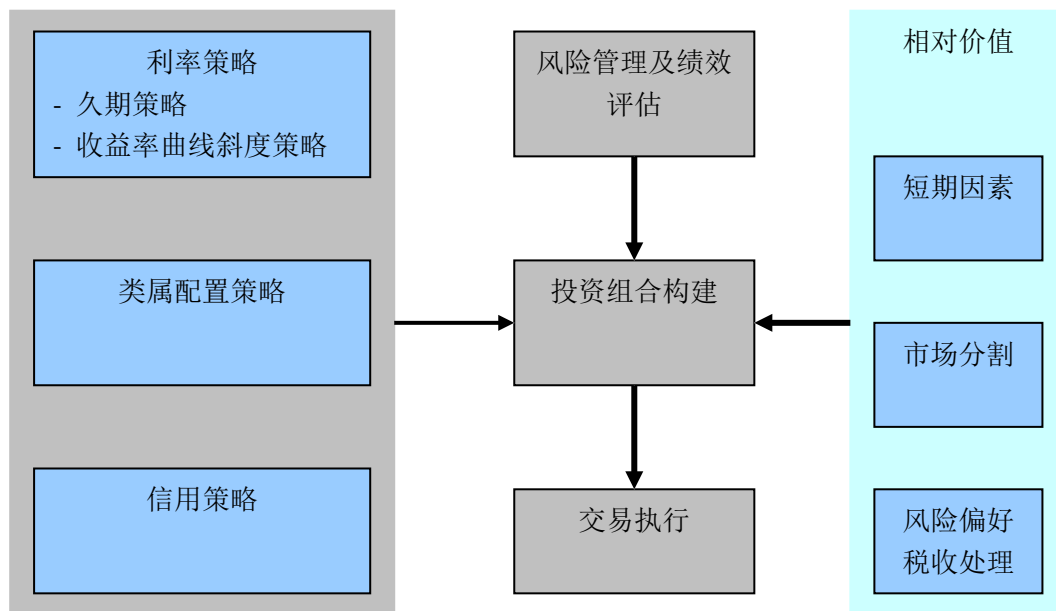 利率策略
- 久期策略
- 收益率曲线斜度策略
类属配置策略
信用策略
风险管理及绩效
评估
投资组合构建
交易执行
相对价值
短期因素
市场分割
风险偏好
税收处理